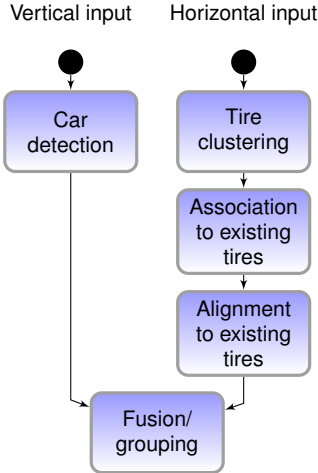 Vertical input
Horizontal input
Car
detection
Tire
clustering
Association
to existing
tires
Alignment
to existing
tires
Fusion/
grouping